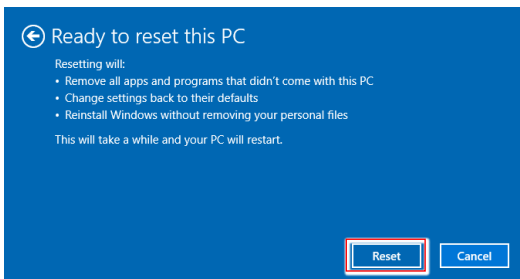 Ready to reset this PC
Resetting will:
• Remove all apps and programs that didn't come with this PC
• Change settings back to their defaults
• Reinstall Windows without removing your personal files
This will take a while and your PC will restart.
Reset
Cancel